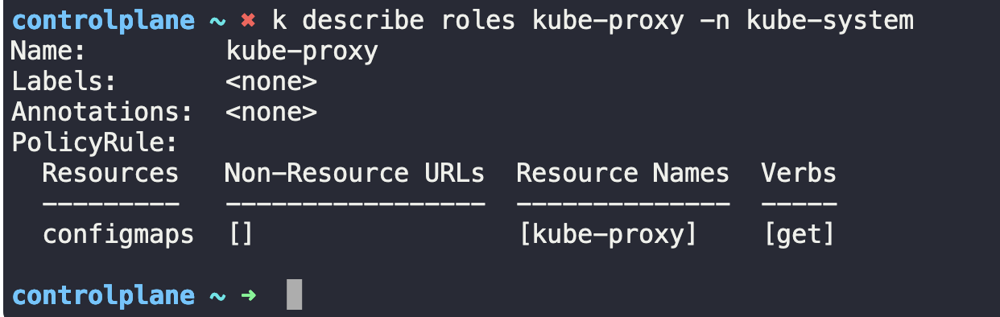 controlplane ~ ✖ k describe roles kube-proxy -n kube-system
Name:         kube-proxy
Labels:       <none>
Annotations:  <none>
PolicyRule:
  Resources   Non-Resource URLs  Resource Names  Verbs
  ---------   -----------------  --------------  -----
  configmaps  []                 [kube-proxy]    [get]
controlplane ~ ➜